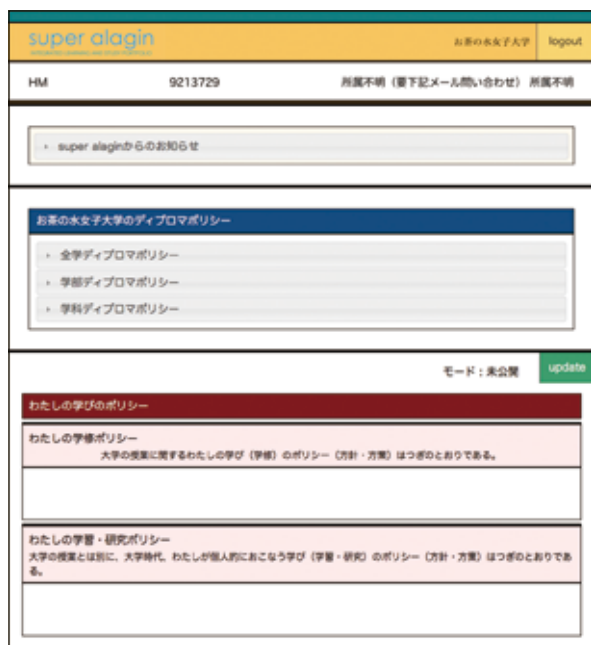 super alagin
お茶の水女子大学 logout
HM 9213729 所属不明（要下記メール問い合わせ） 所属不明
super alaginからのお知らせ
お茶の水女子大学のディプロマポリシー
全学ディプロマポリシー
学部ディプロマポリシー
学科ディプロマポリシー
モード：未公開 update
わたしの学びのポリシー
わたしの学修ポリシー
大学の授業に関するわたしの学び（学修）のポリシー（方針・方策）はつぎのとおりである。
わたしの学習・研究ポリシー
大学の授業とは別に、大学時代、わたしが個人的におこなう学び（学習・研究）のポリシー（方針・方策）はつぎのとおりであ
る。